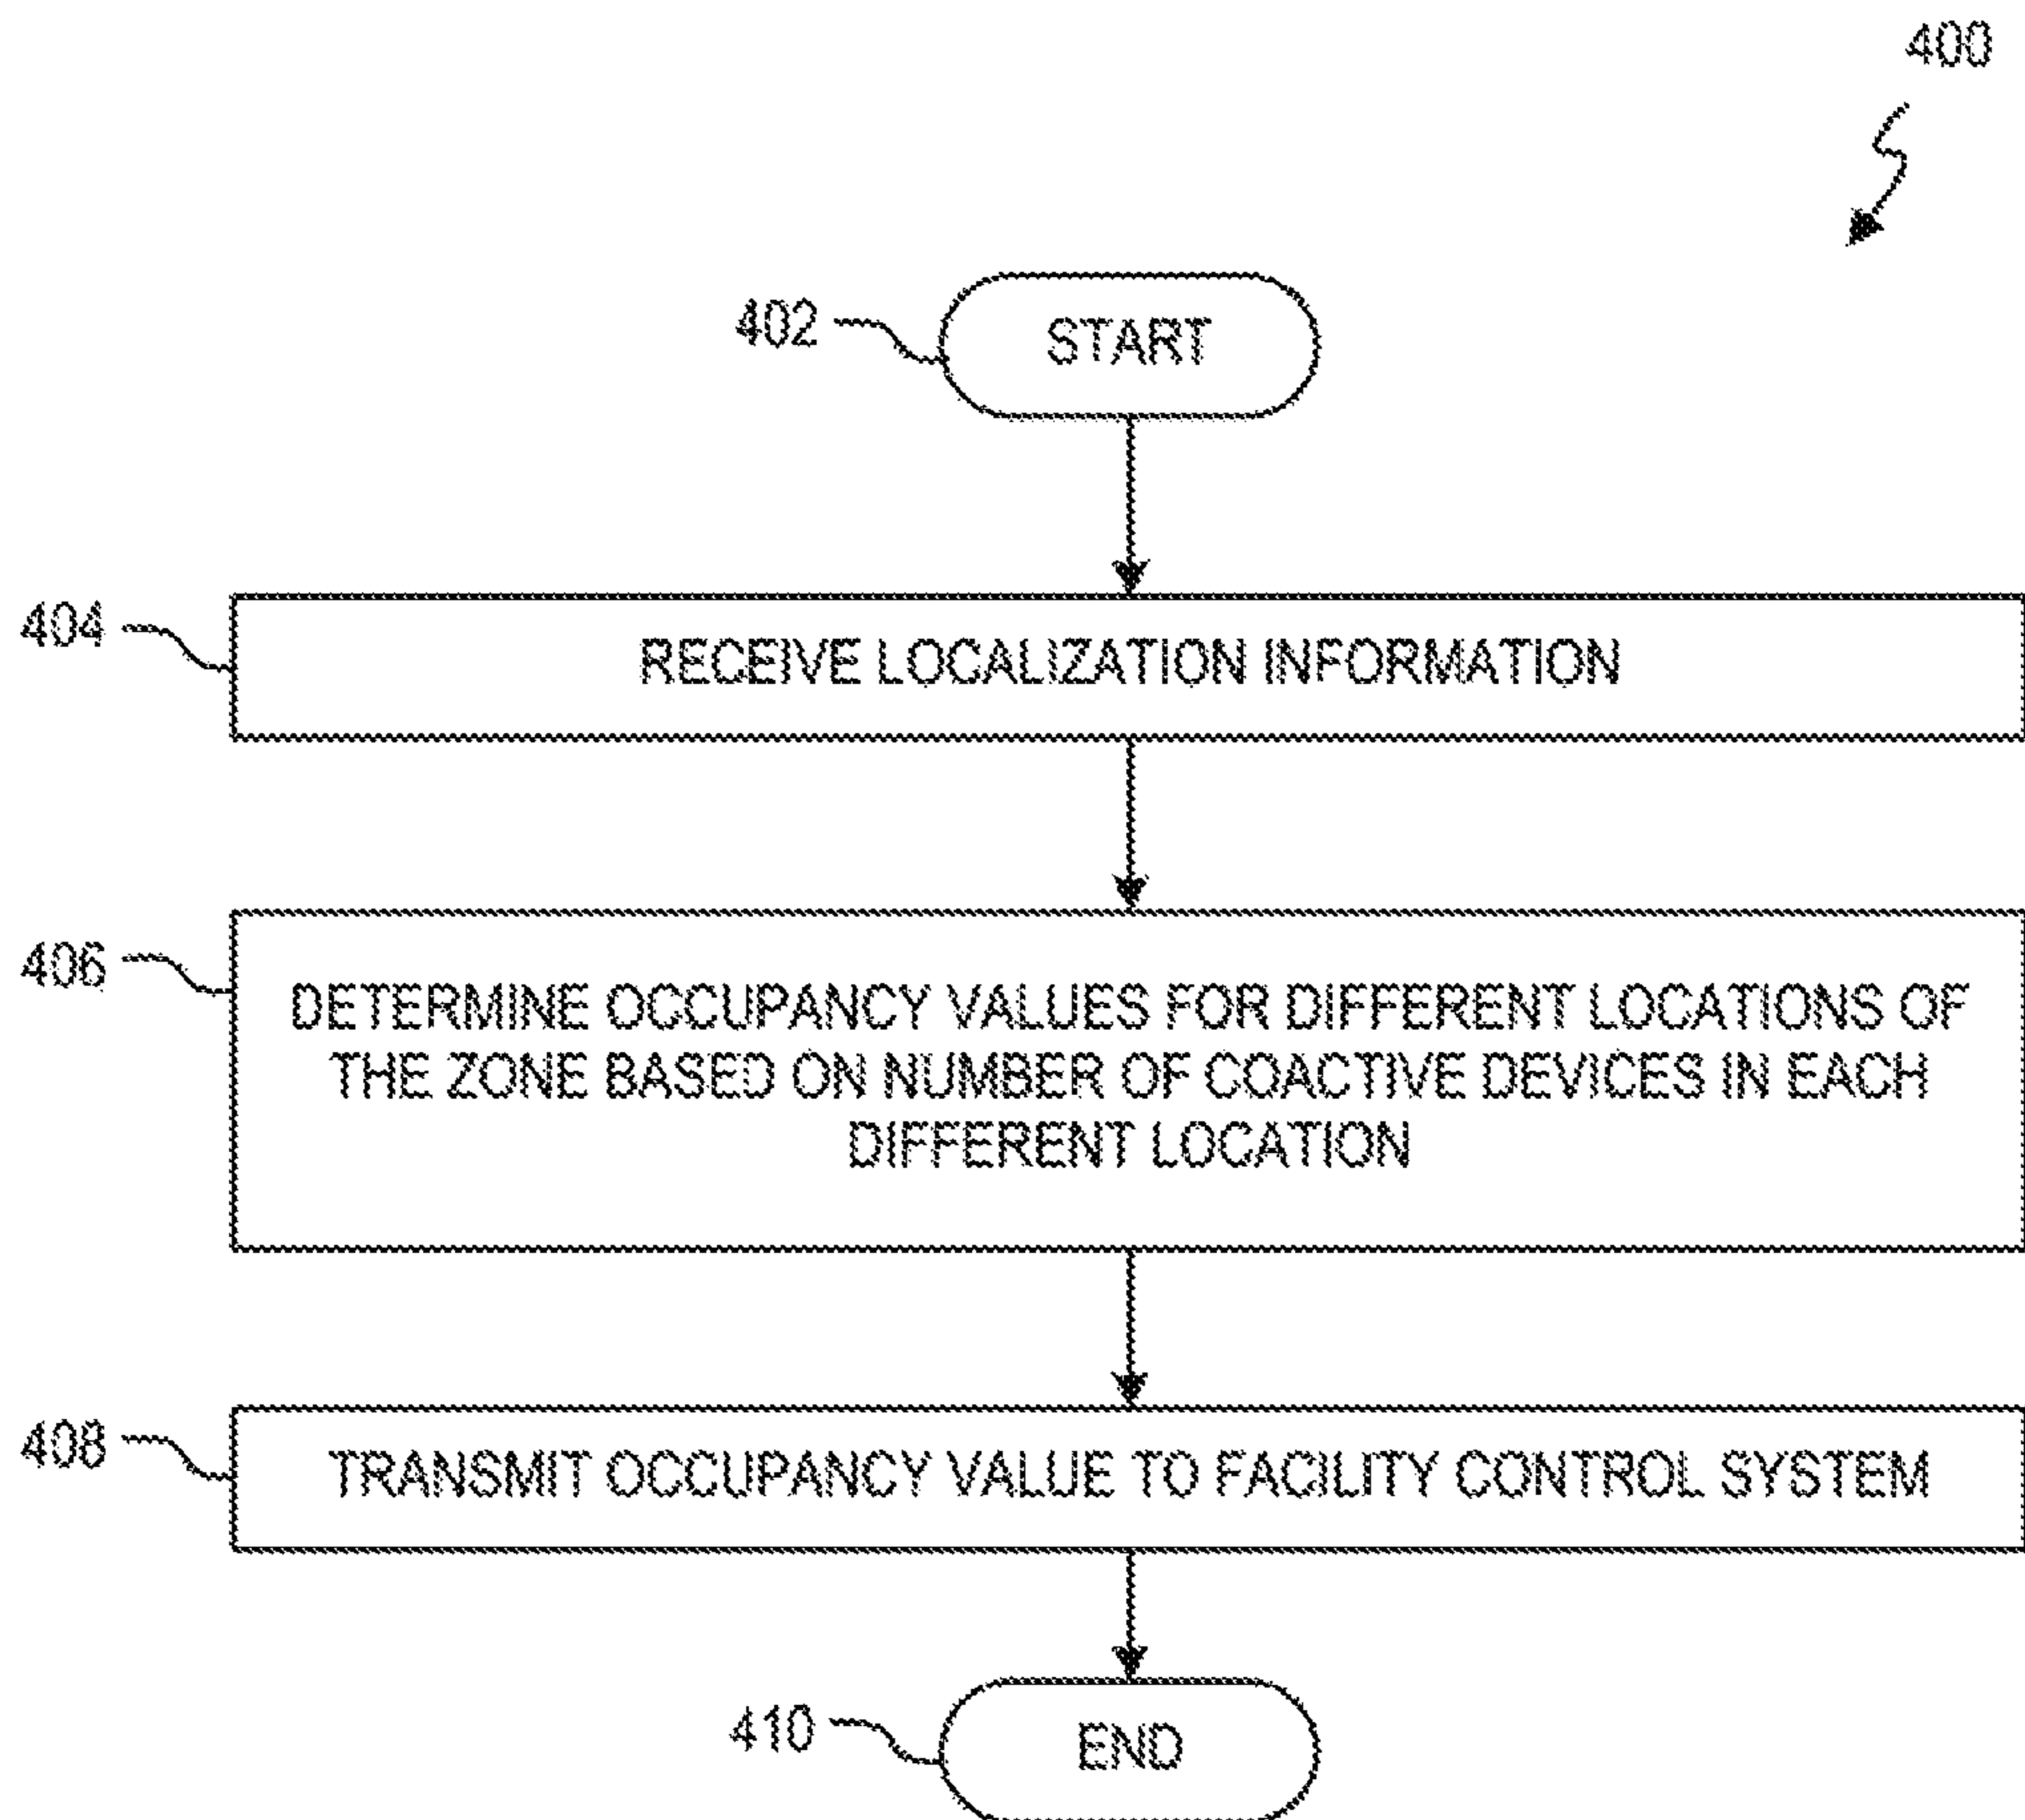 400
402
START
404
RECEIVE LOCALIZATION INFORMATION
406
DETERMINE OCCUPANCY VALUES FOR DIFFERENT LOCATIONS OF
THE ZONE BASED ON NUMBER OF COACTIVE DEVICES IN EACH
DIFFERENT LOCATION
408
TRANSMIT OCCUPANCY VALUE TO FACILITY CONTROL SYSTEM
410
END